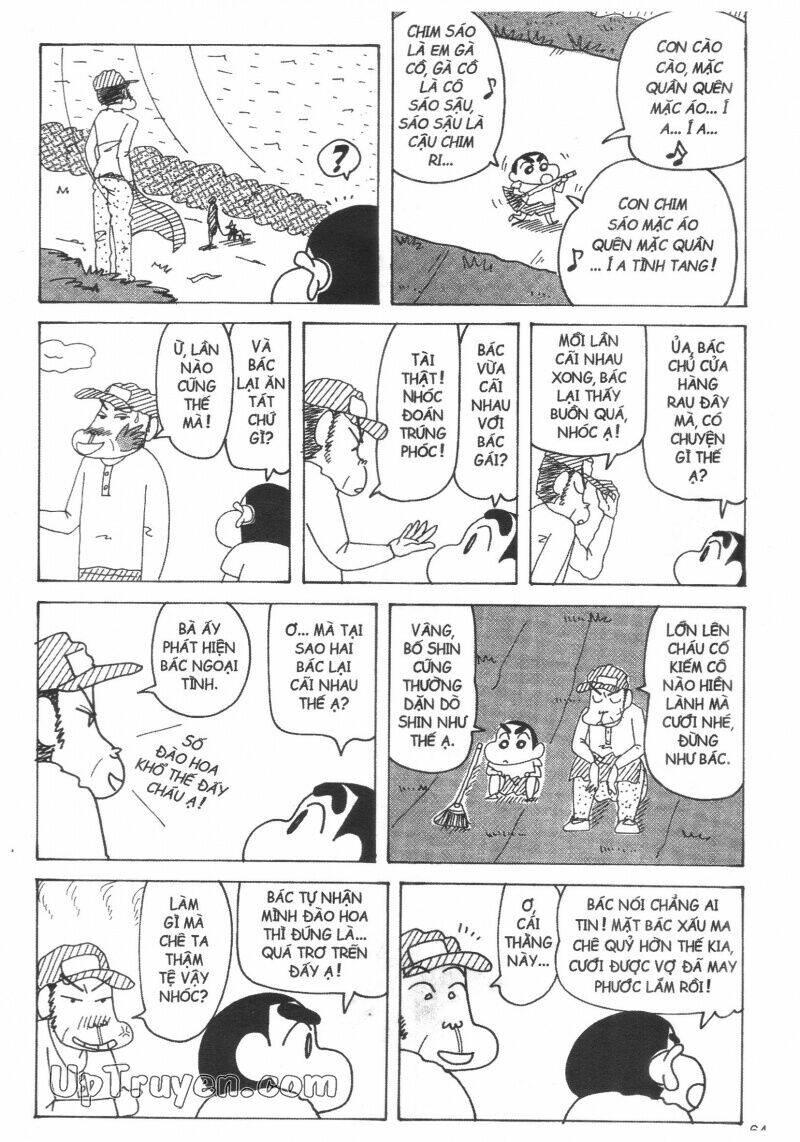 CON CÀO
CÀO, MẶC
QUẦN QUÊN
MẶC ÁO... Í
A... Í A...
CON CHIM
SÁO MẶC ÁO
QUÊN MẶC QUẦN
... Í A TÌNH TANG!
CHIM SÁO
LÀ EM GÀ
CỒ, GÀ CỒ
LÀ CÔ
SÁO SẬU,
SÁO SẬU LÀ
CẬU CHIM
RI...
?
ỦA, BÁC
CHỦ CỬA
HÀNG
RAU ĐÂY
MÀ, CÓ
CHUYỆN
GÌ THẾ
Ạ?
MỖI LẦN
CÃI NHAU
XONG, BÁC
LẠI THẤY
BUỒN QUÁ,
NHÓC Ạ!
BÁC
VỪA
CÃI
NHAU
VỚI
BÁC
GÁI?
TÀI
THẬT!
NHÓC
ĐOÁN
TRÚNG
PHÓC!
VÀ
BÁC
LẠI ĂN
TÁT
CHỨ
GÌ?
Ừ, LẦN
NÀO
CŨNG
THẾ
MÀ!
LỚN LÊN
CHÁU CỐ
KIẾM CÔ
NÀO HIỀN
LÀNH MÀ
CƯỚI NHÉ,
ĐỪNG
NHƯ BÁC.
VÂNG,
BỐ SHIN
CŨNG
THƯỜNG
DẶN DÒ
SHIN NHƯ
THẾ Ạ.
Ơ... MÀ TẠI
SAO HAI
BÁC LẠI
CÃI NHAU
THẾ Ạ?
BÀ ẤY
PHÁT HIỆN
BÁC NGOẠI
TÌNH.
SỐ
ĐÀO HOA
KHỔ THẾ ĐẤY
CHÁU Ạ!
BÁC NÓI CHẲNG AI
TIN! MẶT BÁC XẤU MA
CHÊ QUỶ HỜN THẾ KIA,
CƯỚI ĐƯỢC VỢ ĐÃ MAY
PHƯỚC LẮM RỒI!
Ơ,
CÁI
THẰNG
NÀY...
BÁC TỰ NHẬN
MÌNH ĐÀO HOA
THÌ ĐÚNG LÀ...
QUÁ TRƠ TRẼN
ĐẤY Ạ!
LÀM
GÌ MÀ
CHÊ TA
THẬM
TỆ VẬY
NHÓC?
UpTruyen.com
64